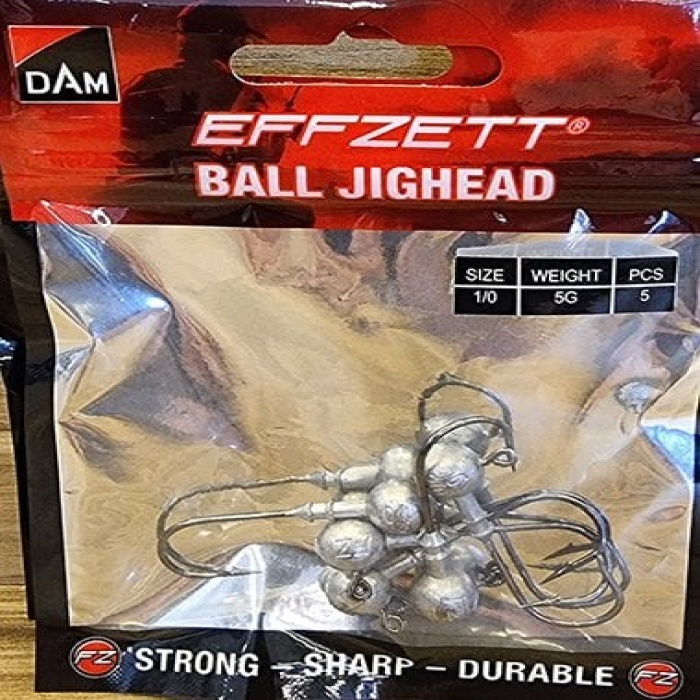 DAM
EFFZETT®
BALL JIGHEAD
SIZE WEIGHT PCS
1/0 5G 5
FZ STRONG – SHARP – DURABLE FZ